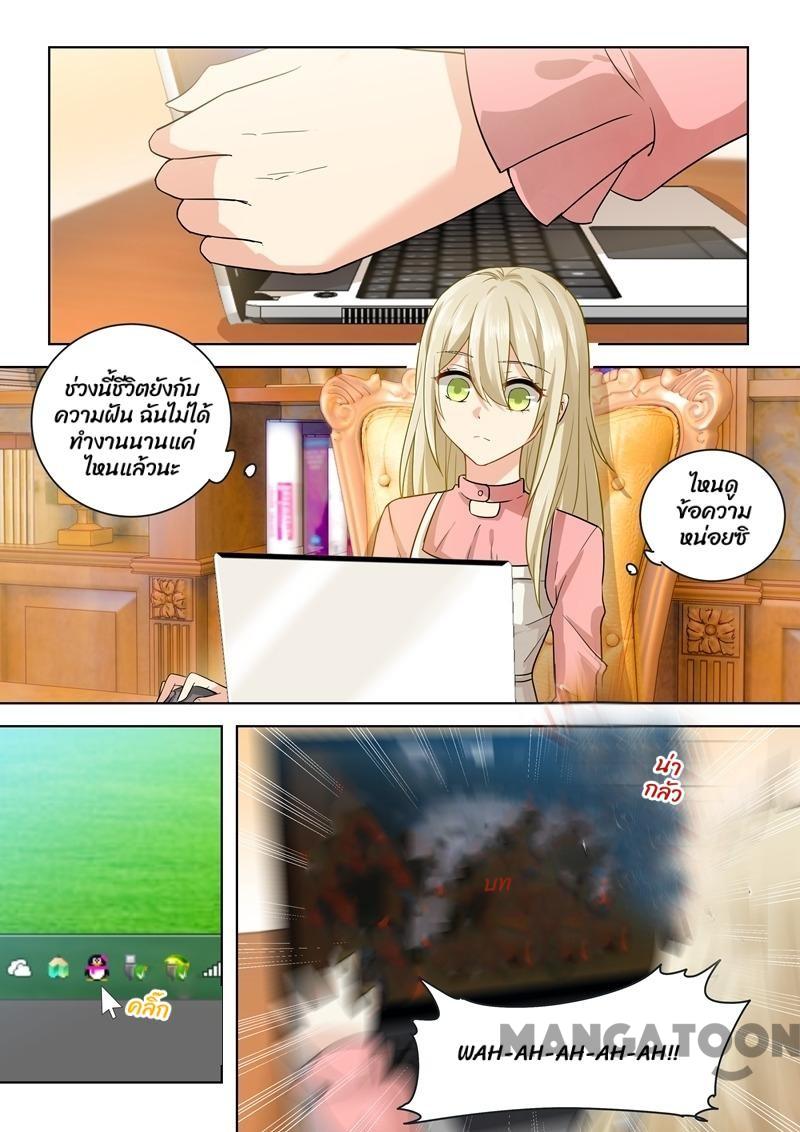 ช่วงนี้ชีวิตยังกับ
ความฝัน ฉันไม่ได้
ทำงานนานแค่
ไหนแล้วนะ
ไหนดู
ข้อความ
หน่อยซิ
คลิ๊ก
น่า
กลัว
บท
WAH-AH-AH-AH-AH!!
MANGATOON